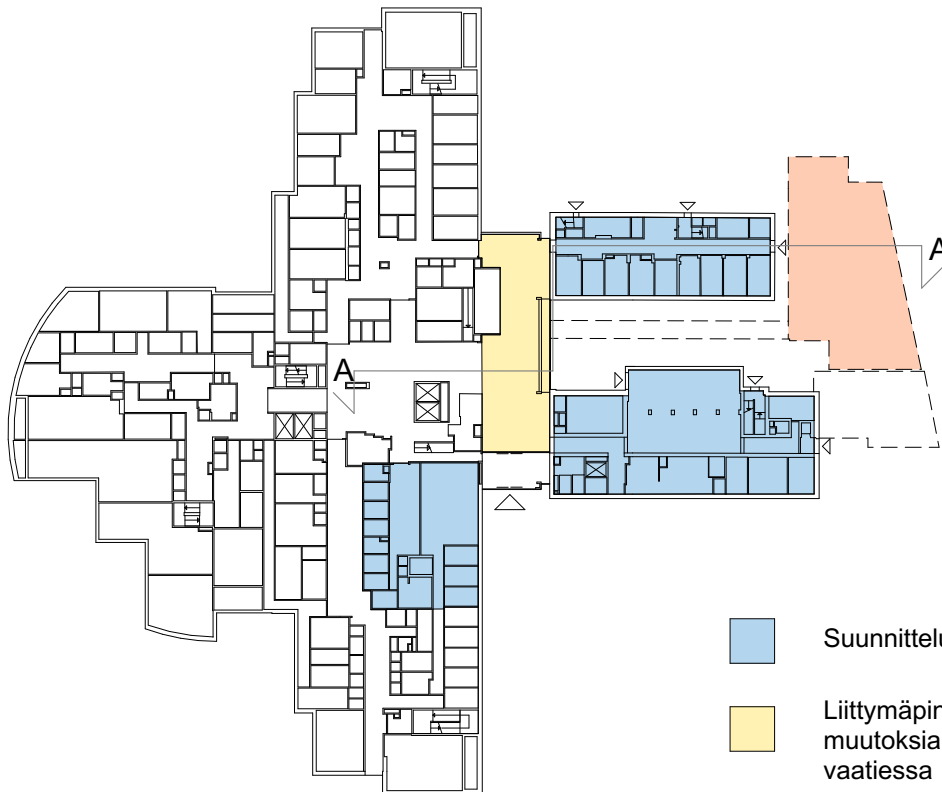 A
A
Suunnittelu
Liittymäpin
muutoksia
vaatiessa